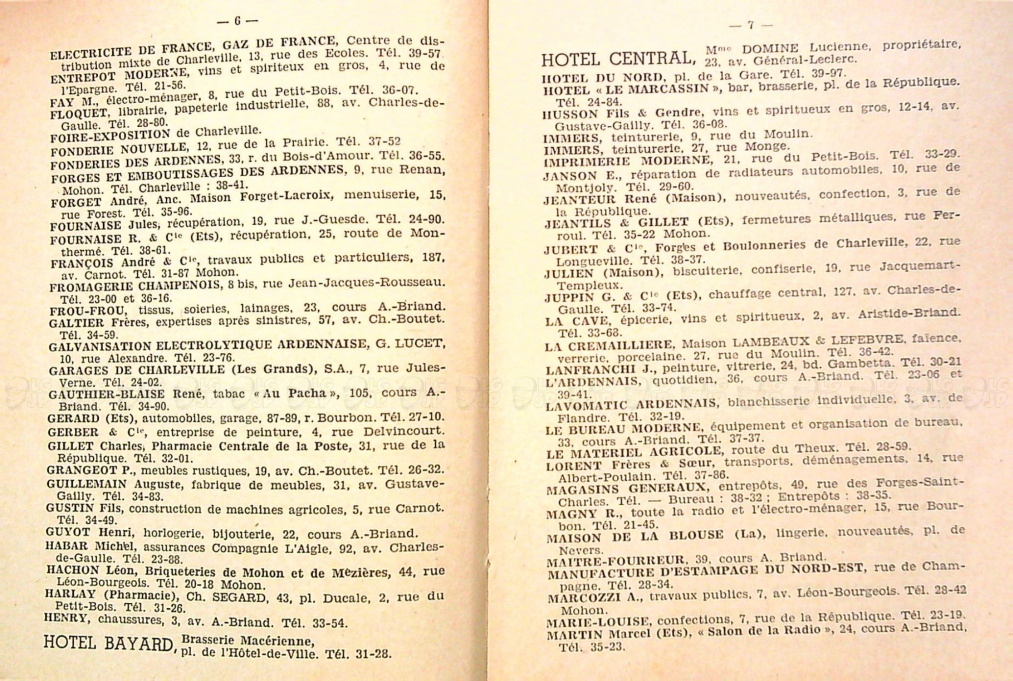 — 6 —
ELECTRICITE DE FRANCE, GAZ DE FRANCE, Centre de dis-
tribution mixte de Charleville, 13, rue des Ecoles. Tél. 39-57
ENTREPOT MODERNE, vins et spiriteux en gros, 4, rue de
l'Epargne. Tél. 21-56.
FAY M., électro-ménager, 8, rue du Petit-Bois. Tél. 36-07.
FLOQUET, librairie, papeterie industrielle, 88, av. Charles-de-
Gaulle. Tél. 28-80.
FOIRE-EXPOSITION de Charleville.
FONDERIE NOUVELLE, 12, rue de la Prairie. Tél. 37-52
FONDERIES DES ARDENNES, 33, r. du Bois-d'Amour. Tél. 36-55.
FORGES ET EMBOUTISSAGES DES ARDENNES, 9, rue Renan,
Mohon. Tél. Charleville : 38-41.
FORGET André, Anc. Maison Forget-Lacroix, menuiserie, 15,
rue Forest. Tél. 35-96.
FOURNAISE Jules, récupération, 19, rue J.-Guesde. Tél. 24-90.
FOURNAISE R. & Cie (Ets), récupération, 25, route de Mon-
thermé. Tél. 38-61.
FRANÇOIS André & Cie, travaux publics et particuliers, 187,
av. Carnot. Tél. 31-87 Mohon.
FROMAGERIE CHAMPENOIS, 8 bis, rue Jean-Jacques-Rousseau.
Tél. 23-00 et 36-16.
FROU-FROU, tissus, soieries, lainages, 23, cours A.-Briand.
GALTIER Frères, expertises après sinistres, 57, av. Ch.-Boutet.
Tél. 34-59.
GALVANISATION ELECTROLYTIQUE ARDENNAISE, G. LUCET,
10, rue Alexandre. Tél. 23-76.
GARAGES DE CHARLEVILLE (Les Grands), S.A., 7, rue Jules-
Verne. Tél. 24-02.
GAUTHIER-BLAISE René, tabac « Au Pacha », 105, cours A.-
Briand. Tél. 34-90.
GERARD (Ets), automobiles, garage, 87-89, r. Bourbon. Tél. 27-10.
GERBER & Cie, entreprise de peinture, 4, rue Delvincourt.
GILLET Charles, Pharmacie Centrale de la Poste, 31, rue de la
République. Tél. 32-01.
GRANGEOT P., meubles rustiques, 19, av. Ch.-Boutet. Tél. 26-32.
GUILLEMAIN Auguste, fabrique de meubles, 31, av. Gustave-
Gailly. Tél. 34-83.
GUSTIN Fils, construction de machines agricoles, 5, rue Carnot.
Tél. 34-49.
GUYOT Henri, horlogerie, bijouterie, 22, cours A.-Briand.
HABAR Michel, assurances Compagnie L'Aigle, 92, av. Charles-
de-Gaulle. Tél. 23-88.
HACHON Léon, Briqueteries de Mohon et de Mézières, 44, rue
Léon-Bourgeois. Tél. 20-18 Mohon.
HARLAY (Pharmacie), Ch. SEGARD, 43, pl. Ducale, 2, rue du
Petit-Bois. Tél. 31-26.
HENRY, chaussures, 3, av. A.-Briand. Tél. 33-54.
HOTEL BAYARD, Brasserie Macérienne,
pl. de l'Hôtel-de-Ville. Tél. 31-28.
— 7 —
HOTEL CENTRAL, Mme DOMINE Lucienne, propriétaire,
23, av. Général-Leclerc.
HOTEL DU NORD, pl. de la Gare. Tél. 39-97.
HOTEL « LE MARCASSIN », bar, brasserie, pl. de la République.
Tél. 24-84.
HUSSON Fils & Gendre, vins et spiritueux en gros, 12-14, av.
Gustave-Gailly. Tél. 36-08.
IMMERS, teinturerie, 9, rue du Moulin.
IMMERS, teinturerie, 27, rue Monge.
IMPRIMERIE MODERNE, 21, rue du Petit-Bois. Tél. 33-29.
JANSON E., réparation de radiateurs automobiles, 10, rue de
Montjoly. Tél. 29-60.
JEANTEUR René (Maison), nouveautés, confection, 3, rue de
la République.
JEANTILS & GILLET (Ets), fermetures métalliques, rue Fer-
roul. Tél. 35-22 Mohon.
JUBERT & Cie, Forges et Boulonneries de Charleville, 22, rue
Longueville. Tél. 38-37.
JULIEN (Maison), biscuiterie, confiserie, 19, rue Jacquemart-
Templeux.
JUPPIN G. & Cie (Ets), chauffage central, 127, av. Charles-de-
Gaulle. Tél. 33-74.
LA CAVE, épicerie, vins et spiritueux, 2, av. Aristide-Briand.
Tél. 33-68.
LA CREMAILLIERE, Maison LAMBEAUX & LEFEBVRE, faïence,
verrerie, porcelaine. 27, rue du Moulin. Tél. 36-42.
LANFRANCHI J., peinture, vitrerie, 24, bd. Gambetta. Tél. 30-21
L'ARDENNAIS, quotidien, 36, cours A.-Briand. Tél. 23-06 et
39-41.
LAVOMATIC ARDENNAIS, blanchisserie individuelle, 3, av. de
Flandre. Tél. 32-19.
LE BUREAU MODERNE, équipement et organisation de bureau,
33, cours A.-Briand. Tél. 37-37.
LE MATERIEL AGRICOLE, route du Theux. Tél. 28-59.
LORENT Frères & Sœur, transports, déménagements, 14, rue
Albert-Poulain. Tél. 37-86.
MAGASINS GENERAUX, entrepôts, 49, rue des Forges-Saint-
Charles. Tél. — Bureau : 38-32 ; Entrepôts : 38-35.
MAGNY R., toute la radio et l'électro-ménager, 15, rue Bour-
bon. Tél. 21-45.
MAISON DE LA BLOUSE (La), lingerie, nouveautés, pl. de
Nevers.
MAITRE-FOURREUR, 39, cours A. Briand.
MANUFACTURE D'ESTAMPAGE DU NORD-EST, rue de Cham-
pagne. Tél. 28-34.
MARCOZZI A., travaux publics, 7, av. Léon-Bourgeois. Tél. 28-42
Mohon.
MARIE-LOUISE, confections, 7, rue de la République. Tél. 23-19.
MARTIN Marcel (Ets), « Salon de la Radio », 24, cours A.-Briand,
Tél. 35-23.